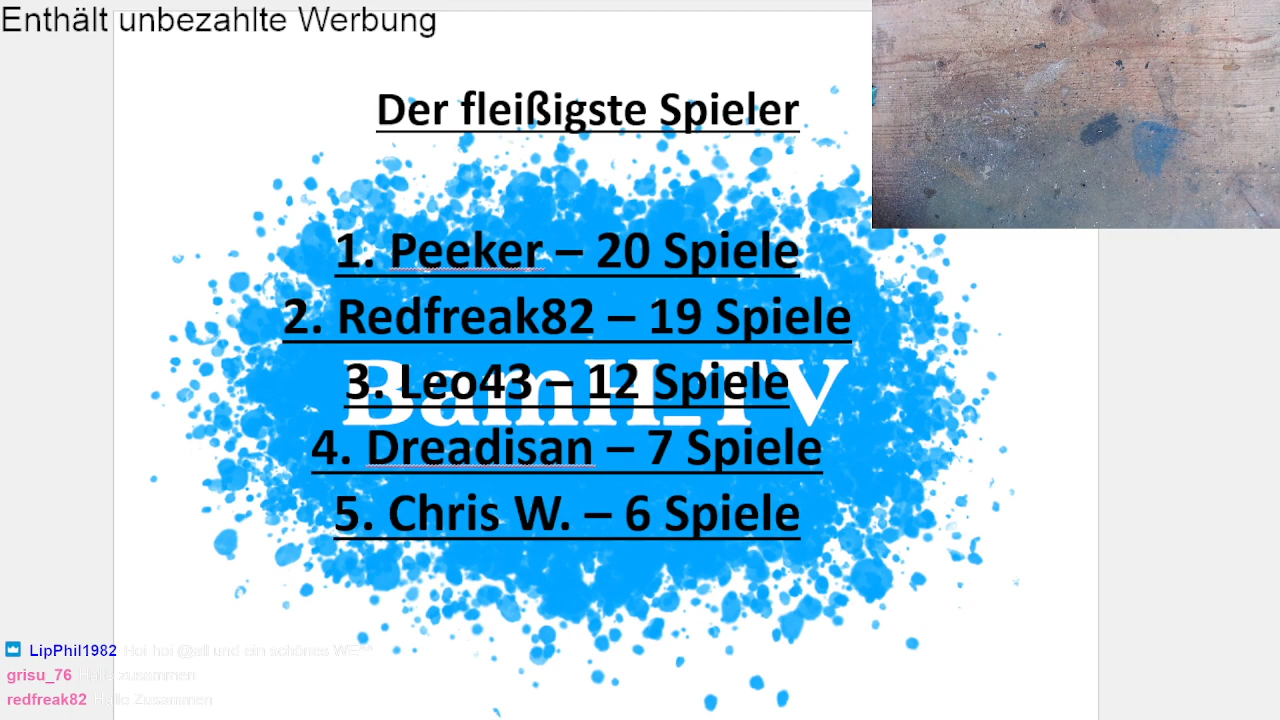 Enthält unbezahlte Werbung
Der fleißigste Spieler
1. Peeker – 20 Spiele
2. Redfreak82 – 19 Spiele
BamH_TV
3. Leo43 – 12 Spiele
4. Dreadisan – 7 Spiele
5. Chris W. – 6 Spiele
LipPhil1982 Hoi hoi @all und ein schönes WE^^
grisu_76 Hallo zusammen
redfreak82 Hallo Zusammen